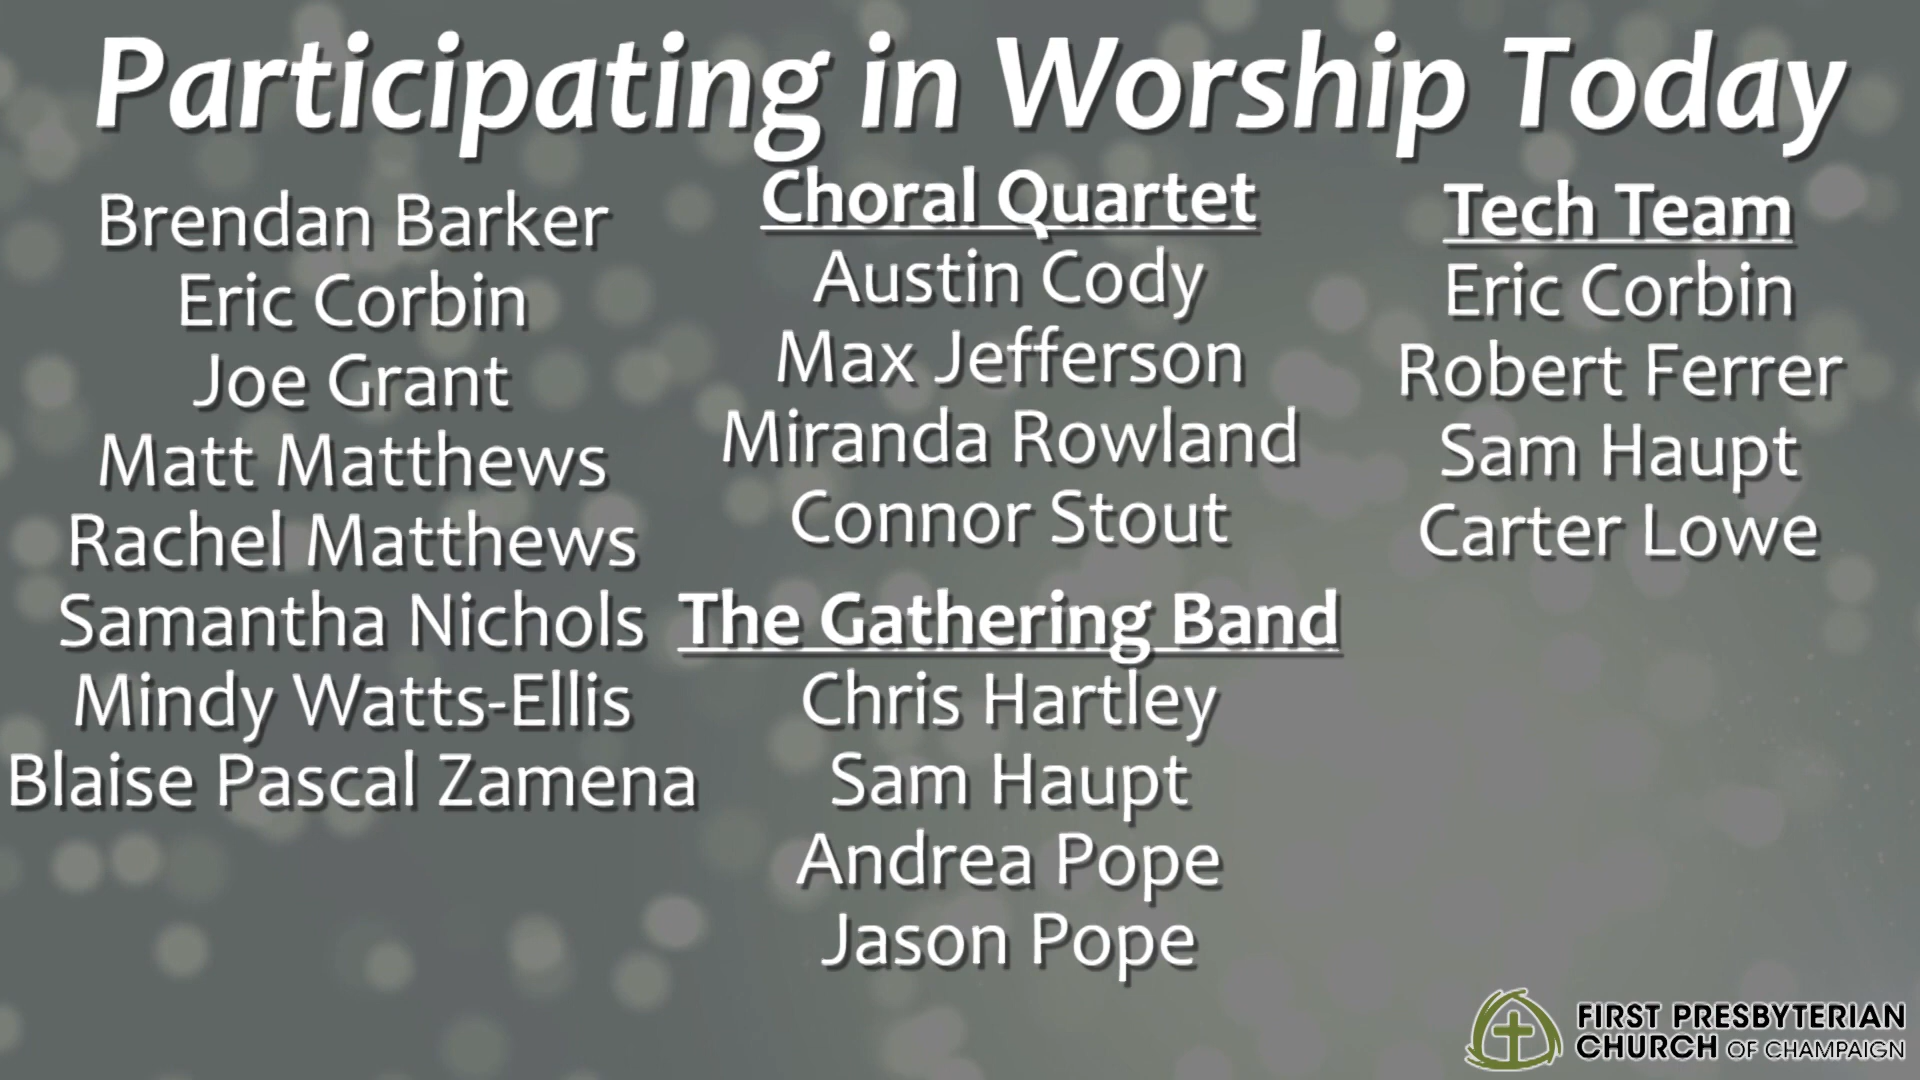 Participating in Worship Today
Brendan Barker
Eric Corbin
Joe Grant
Matt Matthews
Rachel Matthews
Samantha Nichols
Mindy Watts-Ellis
Blaise Pascal Zamena
Choral Quartet
Austin Cody
Max Jefferson
Miranda Rowland
Connor Stout
The Gathering Band
Chris Hartley
Sam Haupt
Andrea Pope
Jason Pope
Tech Team
Eric Corbin
Robert Ferrer
Sam Haupt
Carter Lowe
FIRST PRESBYTERIAN
CHURCH OF CHAMPAIGN